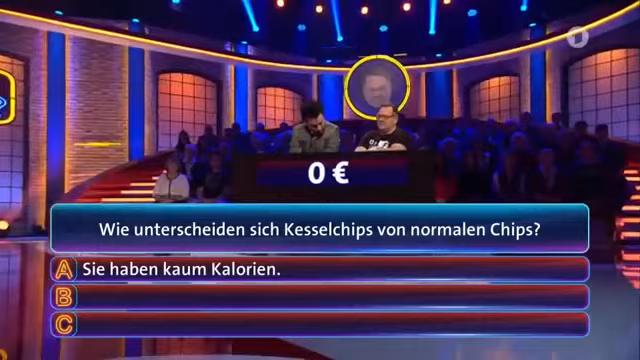 0 €
Wie unterscheiden sich Kesselchips von normalen Chips?
A Sie haben kaum Kalorien.
B
C